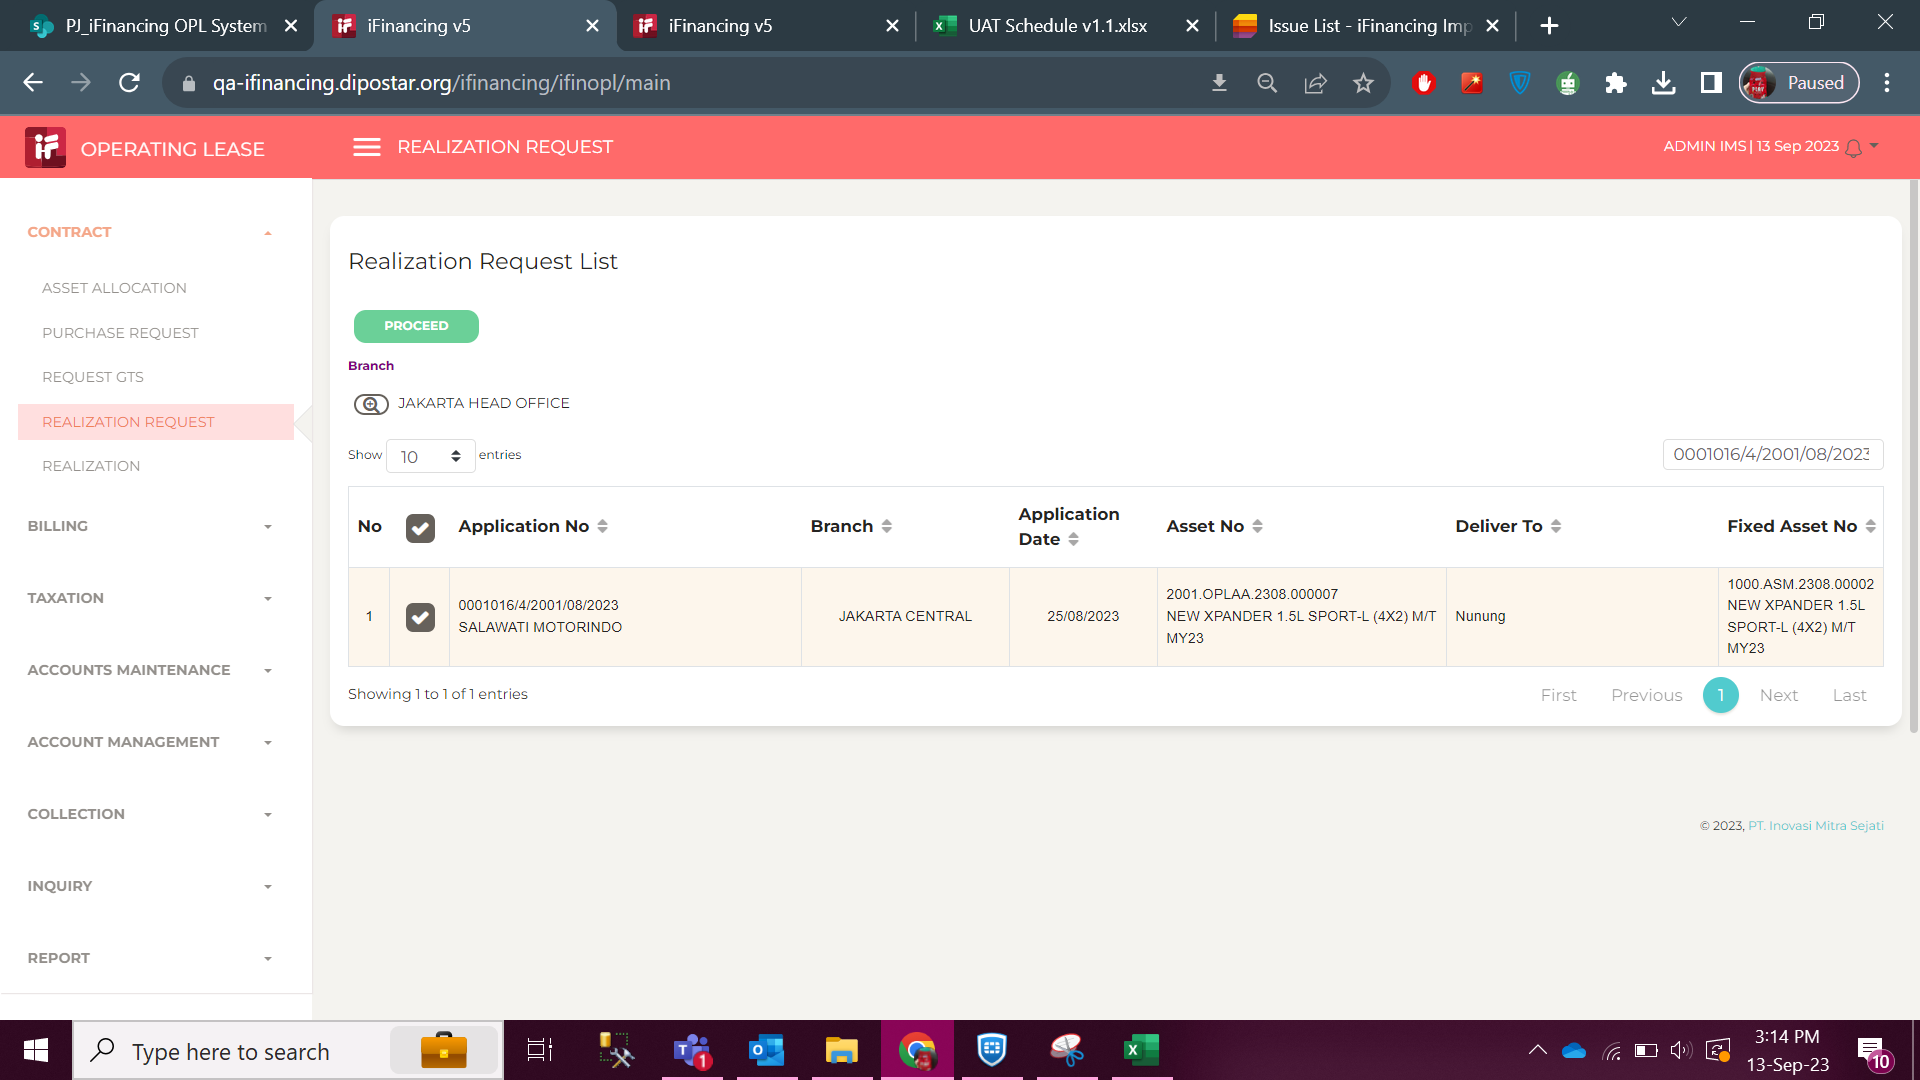 PJ_iFinancing OPL System
iFinancing v5
iFinancing v5
UAT Schedule v1.1.xlsx
Issue List - iFinancing Imp
qa-ifinancing.dipostar.org/ifinancing/ifinopl/main
Paused
iF OPERATING LEASE
REALIZATION REQUEST
ADMIN IMS | 13 Sep 2023
CONTRACT
ASSET ALLOCATION
PURCHASE REQUEST
REQUEST GTS
REALIZATION REQUEST
REALIZATION
BILLING
TAXATION
ACCOUNTS MAINTENANCE
ACCOUNT MANAGEMENT
COLLECTION
INQUIRY
REPORT
Realization Request List
PROCEED
Branch
JAKARTA HEAD OFFICE
Show 10 entries
0001016/4/2001/08/2023
No Application No Branch Application Date Asset No Deliver To Fixed Asset No
1
0001016/4/2001/08/2023
SALAWATI MOTORINDO
JAKARTA CENTRAL
25/08/2023
2001.OPLAA.2308.000007
NEW XPANDER 1.5L SPORT-L (4X2) M/T
MY23
Nunung
1000.ASM.2308.00002
NEW XPANDER 1.5L
SPORT-L (4X2) M/T
MY23
Showing 1 to 1 of 1 entries
First Previous 1 Next Last
© 2023, PT. Inovasi Mitra Sejati
Type here to search
1
3:14 PM
13-Sep-23
10